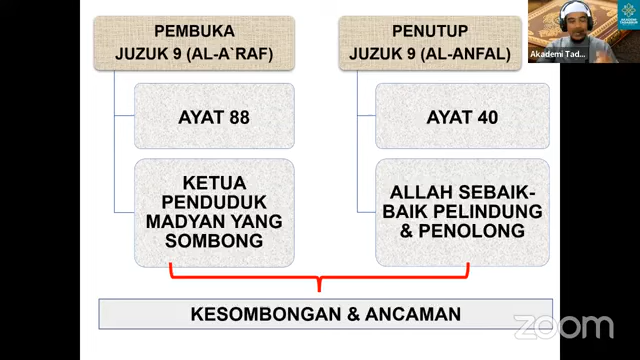 PEMBUKA
JUZUK 9 (AL-A`RAF)
PENUTUP
JUZUK 9 (AL-ANFAL)
AYAT 88
AYAT 40
KETUA
PENDUDUK
MADYAN YANG
SOMBONG
ALLAH SEBAIK-
BAIK PELINDUNG
& PENOLONG
KESOMBONGAN & ANCAMAN
Akademi Tad...
zoom